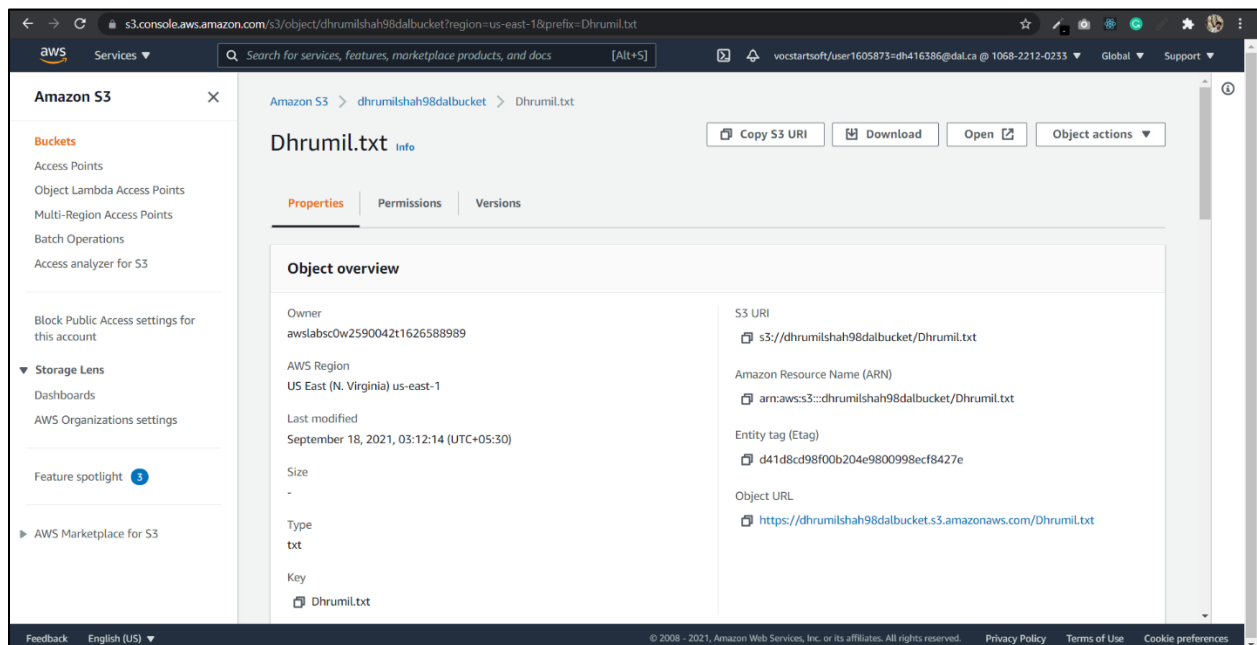 s3.console.aws.amazon.com/s3/object/dhrumilshah98dalbucket?region=us-east-1&prefix=Dhrumil.txt
aws Services ▼ Search for services, features, marketplace products, and docs [Alt+S] vocstartsoft/user1605873=dh416386@dal.ca @ 1068-2212-0233 ▼ Global ▼ Support ▼
Amazon S3
Buckets
Access Points
Object Lambda Access Points
Multi-Region Access Points
Batch Operations
Access analyzer for S3
Block Public Access settings for
this account
▼ Storage Lens
Dashboards
AWS Organizations settings
Feature spotlight 3
▶ AWS Marketplace for S3
Amazon S3 > dhrumilshah98dalbucket > Dhrumil.txt
Dhrumil.txt Info
Copy S3 URI Download Open Object actions ▼
Properties Permissions Versions
Object overview
Owner
awslabsc0w2590042t1626588989
AWS Region
US East (N. Virginia) us-east-1
Last modified
September 18, 2021, 03:12:14 (UTC+05:30)
Size
-
Type
txt
Key
Dhrumil.txt
S3 URI
s3://dhrumilshah98dalbucket/Dhrumil.txt
Amazon Resource Name (ARN)
arn:aws:s3:::dhrumilshah98dalbucket/Dhrumil.txt
Entity tag (Etag)
d41d8cd98f00b204e9800998ecf8427e
Object URL
https://dhrumilshah98dalbucket.s3.amazonaws.com/Dhrumil.txt
Feedback English (US) ▼ © 2008 - 2021, Amazon Web Services, Inc. or its affiliates. All rights reserved. Privacy Policy Terms of Use Cookie preferences